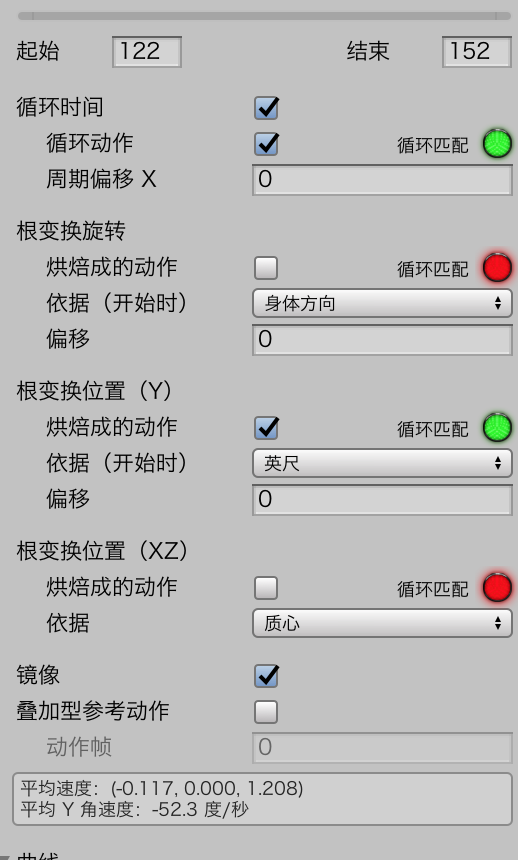 起始 122 结束 152
循环时间
循环动作 循环匹配
周期偏移 X 0
根变换旋转
烘焙成的动作 循环匹配
依据（开始时） 身体方向
偏移 0
根变换位置（Y）
烘焙成的动作 循环匹配
依据（开始时） 英尺
偏移 0
根变换位置（XZ）
烘焙成的动作 循环匹配
依据 质心
镜像
叠加型参考动作
动作帧 0
平均速度：(-0.117, 0.000, 1.208)
平均 Y 角速度：-52.3 度/秒
曲线